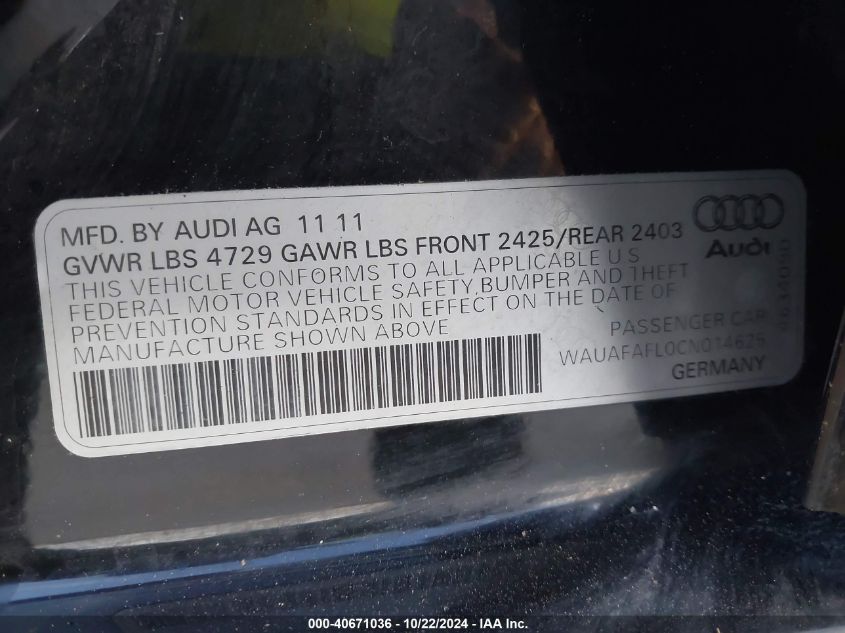 MFD. BY AUDI AG 11 11
GVWR LBS 4729 GAWR LBS FRONT 2425/REAR 2403
THIS VEHICLE CONFORMS TO ALL APPLICABLE U S
FEDERAL MOTOR VEHICLE SAFETY,BUMPER AND THEFT
PREVENTION STANDARDS IN EFFECT ON THE DATE OF
MANUFACTURE SHOWN ABOVE
Audi
PASSENGER CAR
WAUAFAFL0CN014625
GERMANY
000-40671036 - 10/22/2024 - IAA Inc.